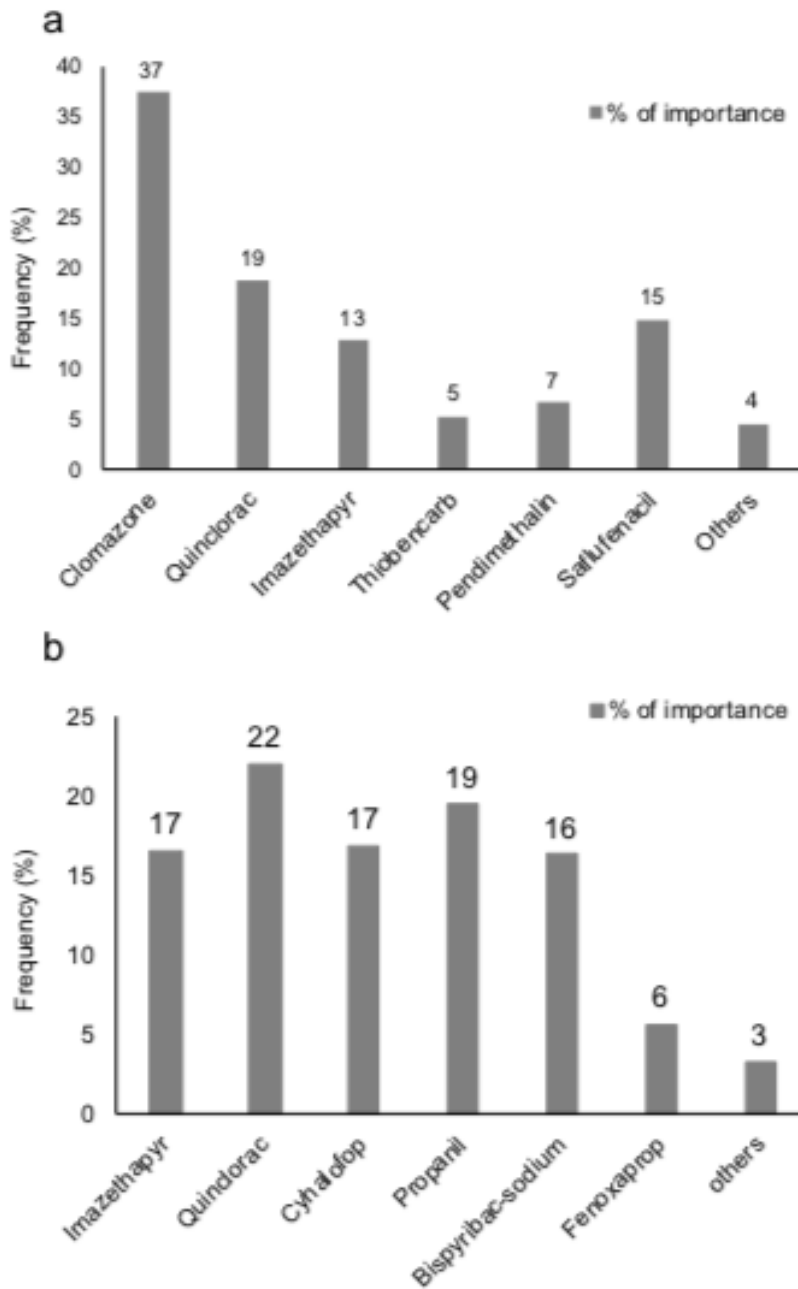 a
% of importance
Frequency (%)
40
35
30
25
20
15
10
5
0
37
19
13
5
7
15
4
Clomazone
Quinclorac
Imazethapyr
Thiobencarb
Pendimethalin
Saflufenacil
Others
b
% of importance
Frequency (%)
25
20
15
10
5
0
17
22
17
19
16
6
3
Imazethapyr
Quinclorac
Cyhalofop
Propanil
Bispyribac-sodium
Fenoxaprop
others